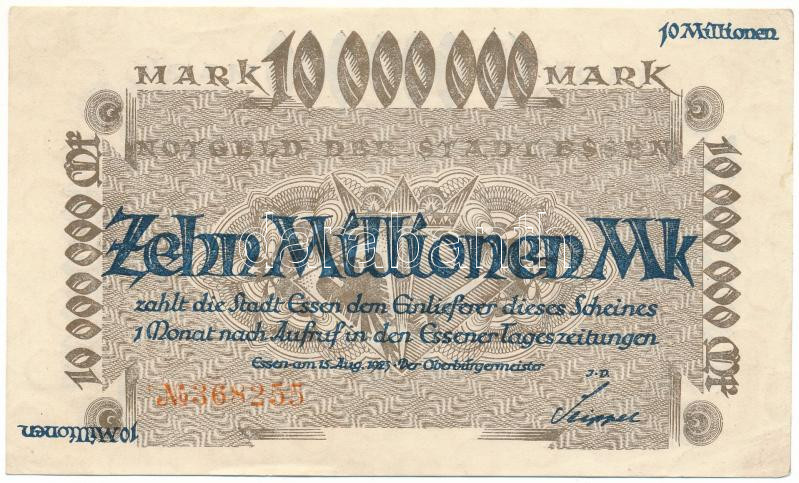 10 Millionen
MARK 10 000 000 MARK
NOTGELD DER STADT ESSEN
10 000 000 Mk
10 000 000 Mk
Zehn Millionen Mk
zahlt die Stadt Essen dem Einlieferer dieses Scheines
1 Monat nach Aufruf in den Essener Tageszeitungen
Essen-am 15. Aug. 1923 · Der Oberbürgermeister
J.V.
№368255
10 Millionen